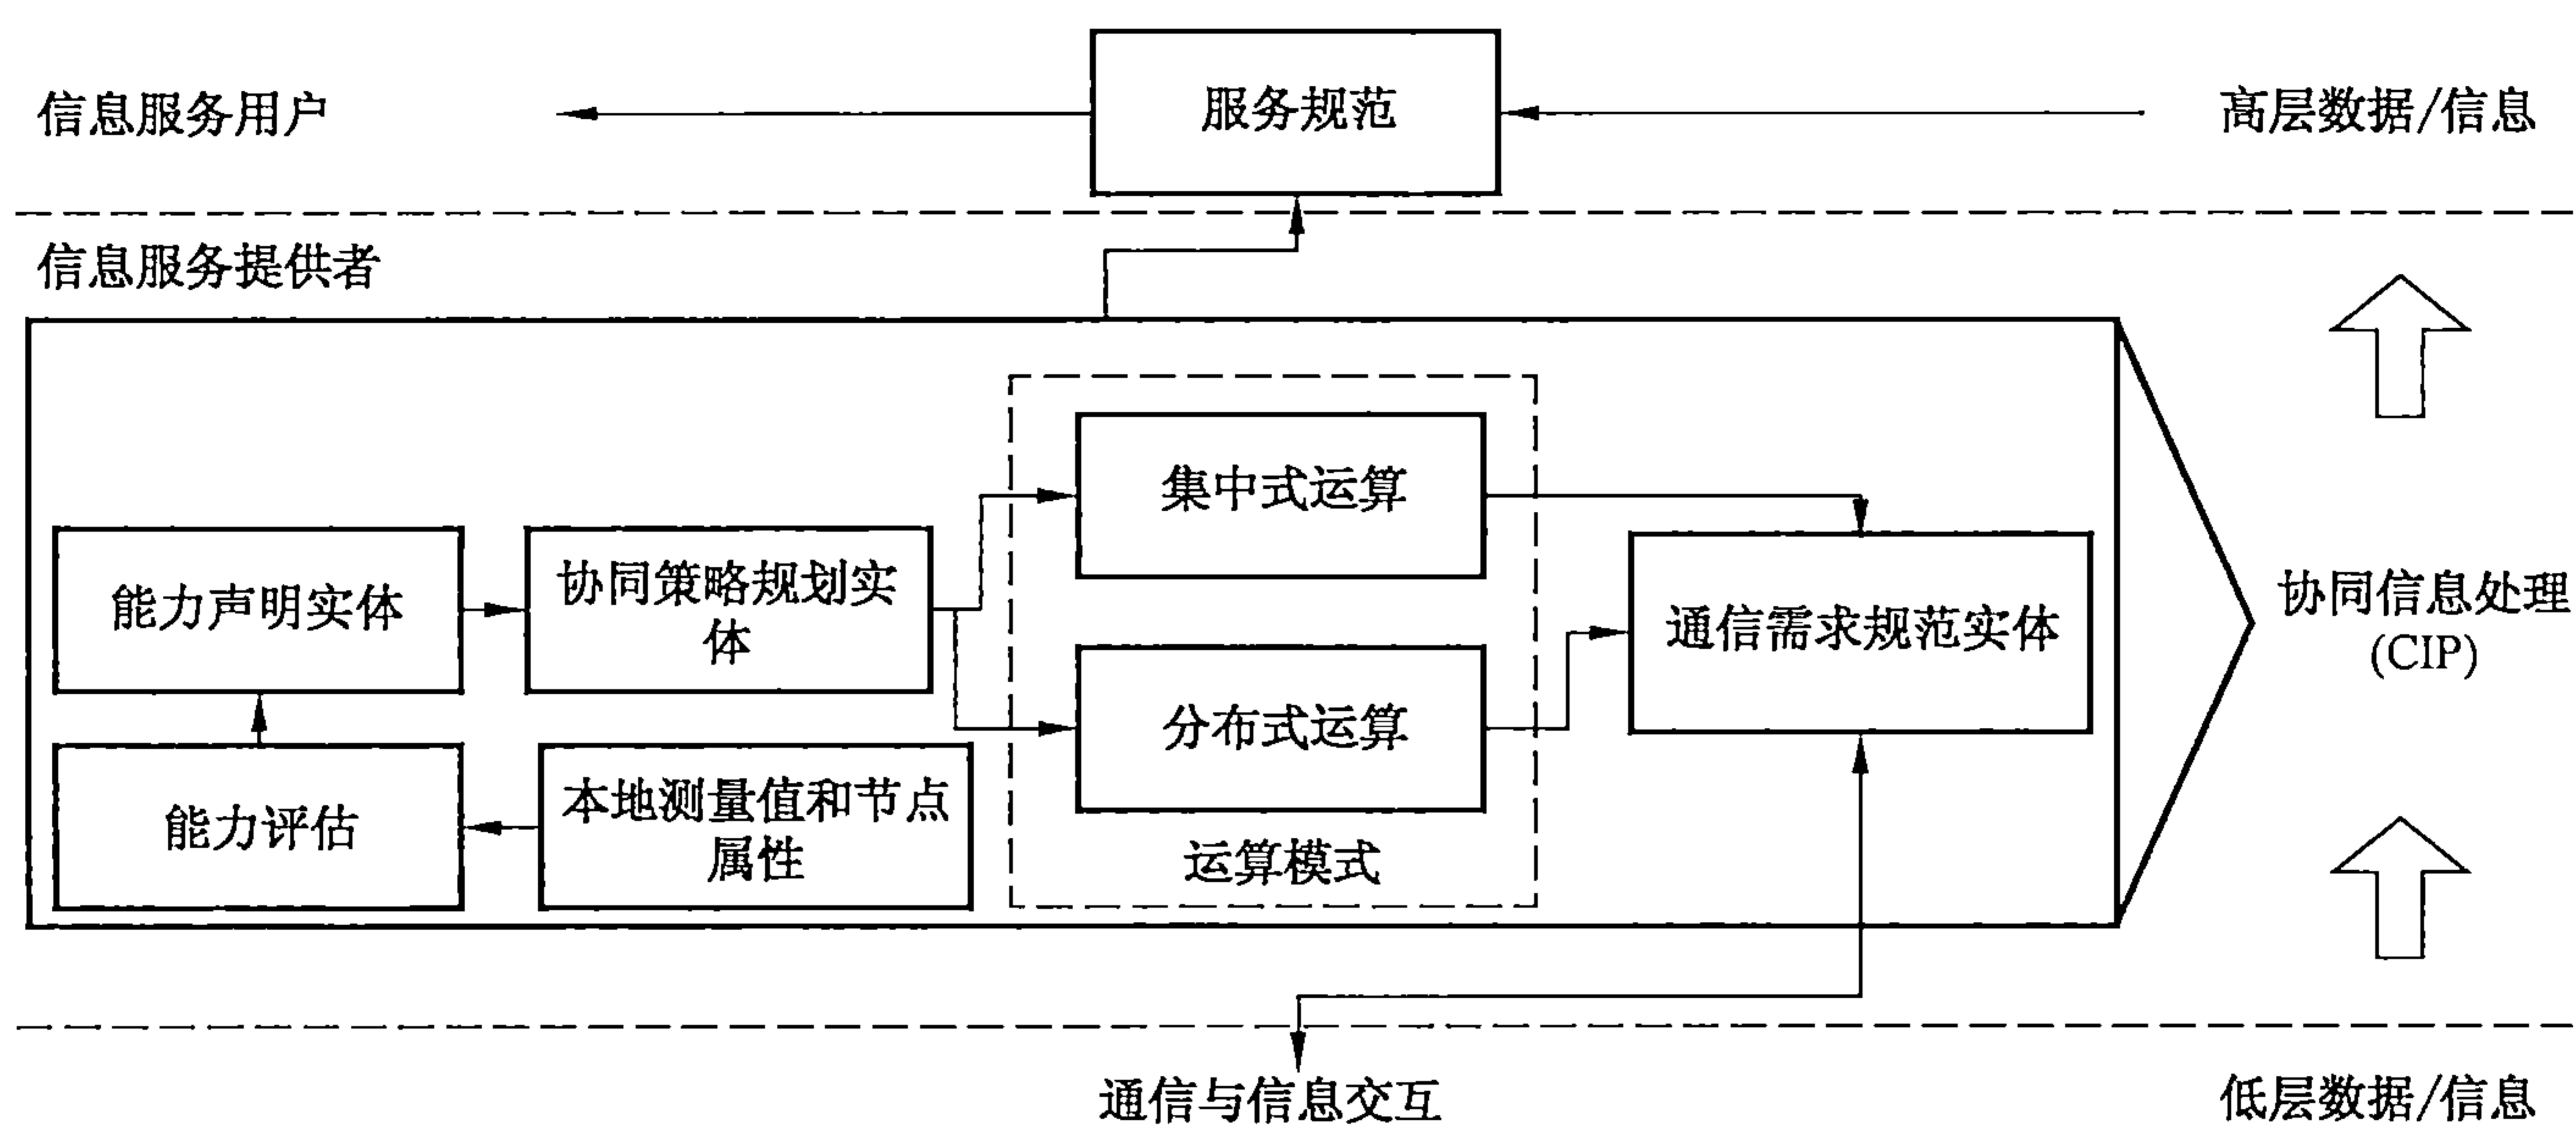 信息服务用户
服务规范
高层数据/信息
信息服务提供者
集中式运算
能力声明实体
协同策略规划实
体
通信需求规范实体
协同信息处理
(CIP)
分布式运算
能力评估
本地测量值和节点
属性
运算模式
通信与信息交互
低层数据/信息